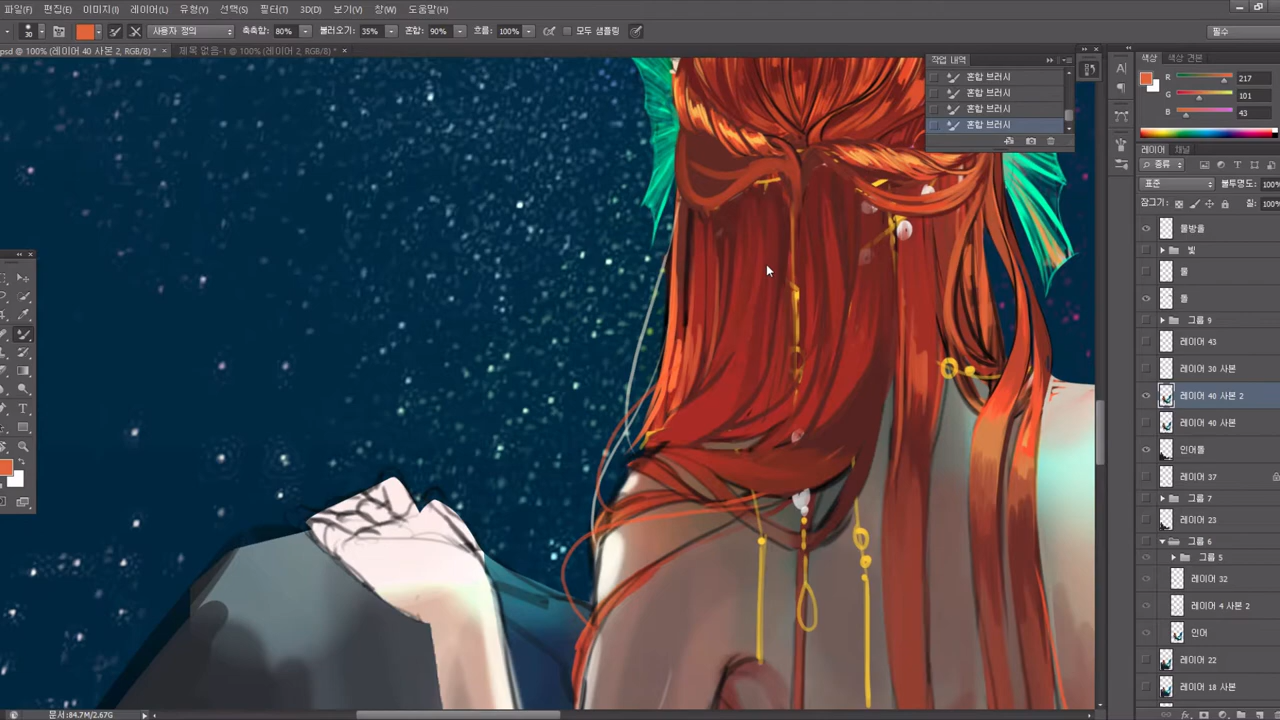 파일(F) 편집(E) 이미지(I) 레이어(L) 유형(Y) 선택(S) 필터(T) 3D(D) 보기(V) 창(W) 도움말(H)
30 사용자 정의 축축함: 80% 불러오기: 35% 혼합: 90% 흐름: 100% 모두 샘플링 필수
psd @ 100% (레이어 40 사본 2, RGB/8) * × 제목 없음-1 @ 100% (레이어 2, RGB/8) * ×
작업 내역
혼합 브러시
혼합 브러시
혼합 브러시
혼합 브러시
색상 색상 견본
R 217
G 101
B 43
레이어 채널
종류
표준 불투명도: 100%
잠그기: 칠: 100%
물방울
빛
물
돌
그룹 9
레이어 43
레이어 30 사본
레이어 40 사본 2
레이어 40 사본
인어돌
레이어 37
그룹 7
레이어 23
그룹 6
그룹 5
레이어 32
레이어 4 사본 2
인어
레이어 22
레이어 18 사본
문서:84.7M/2.67G